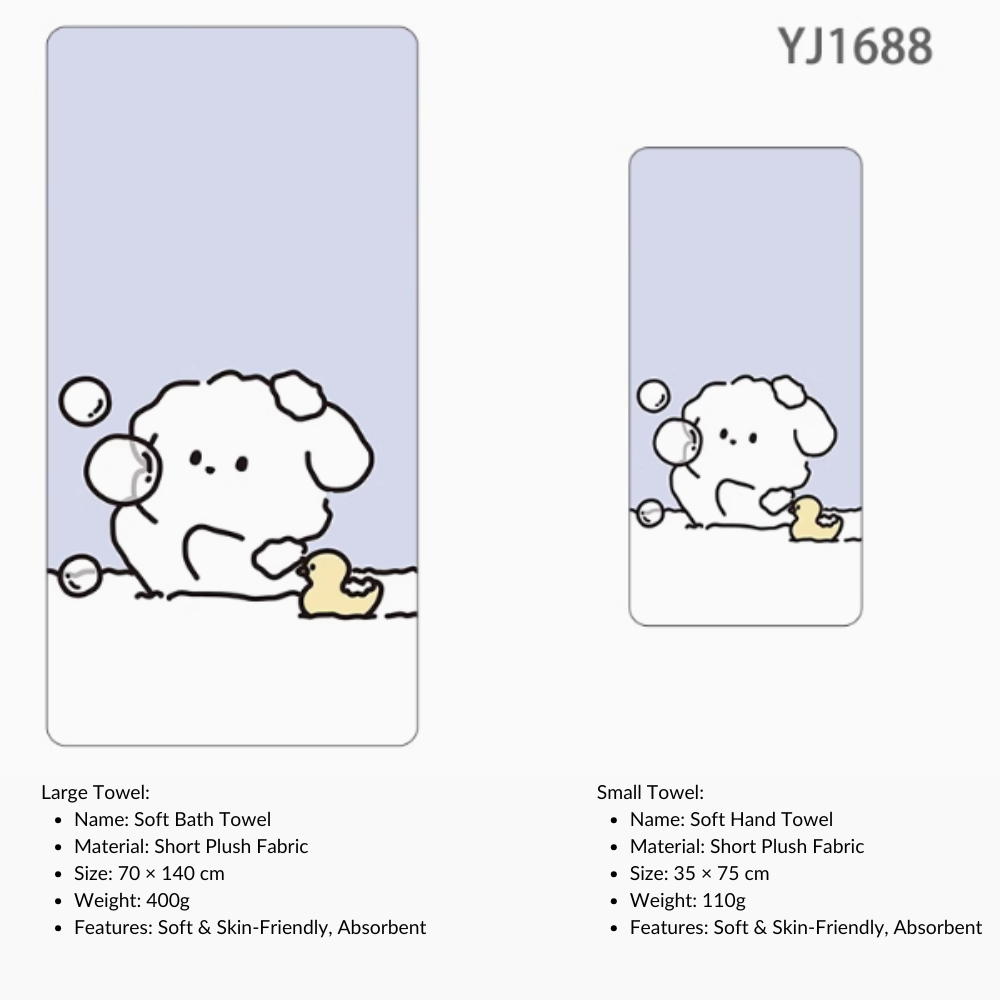 YJ1688
Large Towel:
• Name: Soft Bath Towel
• Material: Short Plush Fabric
• Size: 70 × 140 cm
• Weight: 400g
• Features: Soft & Skin-Friendly, Absorbent
Small Towel:
• Name: Soft Hand Towel
• Material: Short Plush Fabric
• Size: 35 × 75 cm
• Weight: 110g
• Features: Soft & Skin-Friendly, Absorbent